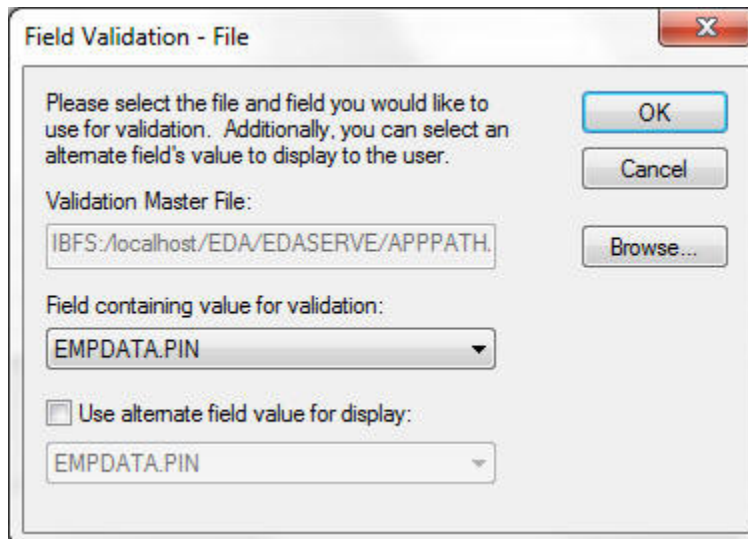 Field Validation - File
Please select the file and field you would like to
use for validation.  Additionally, you can select an
alternate field's value to display to the user.
OK
Cancel
Validation Master File:
IBFS:/localhost/EDA/EDASERVE/APPPATH.
Browse...
Field containing value for validation:
EMPDATA.PIN
Use alternate field value for display:
EMPDATA.PIN